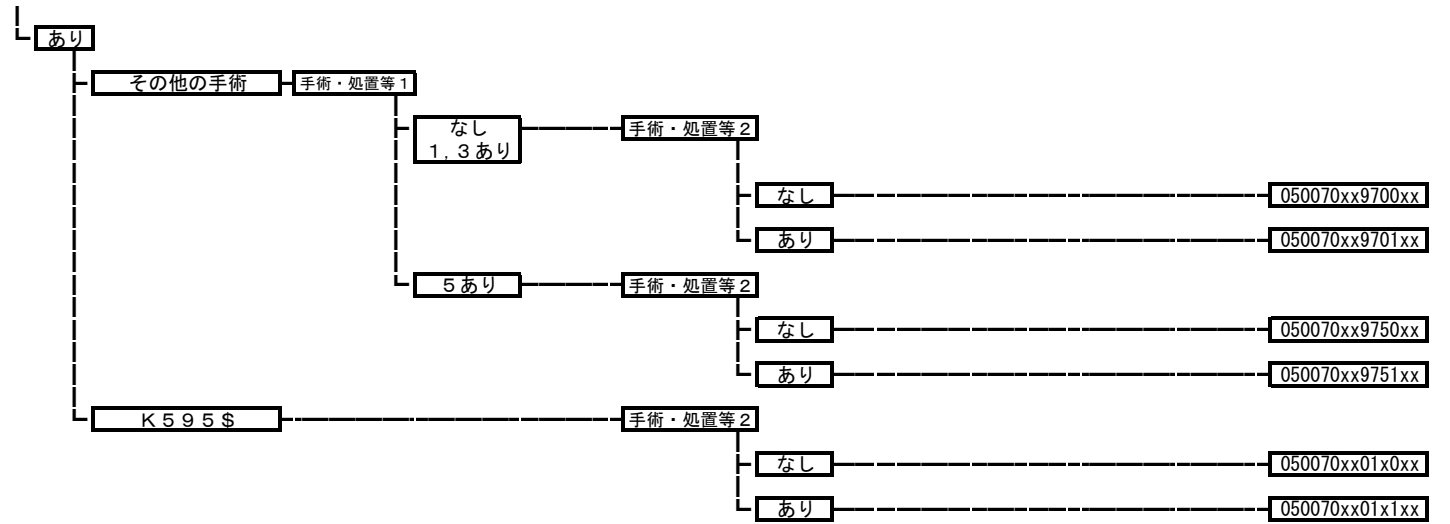 あり
その他の手術
手術・処置等1
なし
1,3あり
手術・処置等2
なし
050070xx9700xx
あり
050070xx9701xx
5あり
手術・処置等2
なし
050070xx9750xx
あり
050070xx9751xx
K595$
手術・処置等2
なし
050070xx01x0xx
あり
050070xx01x1xx